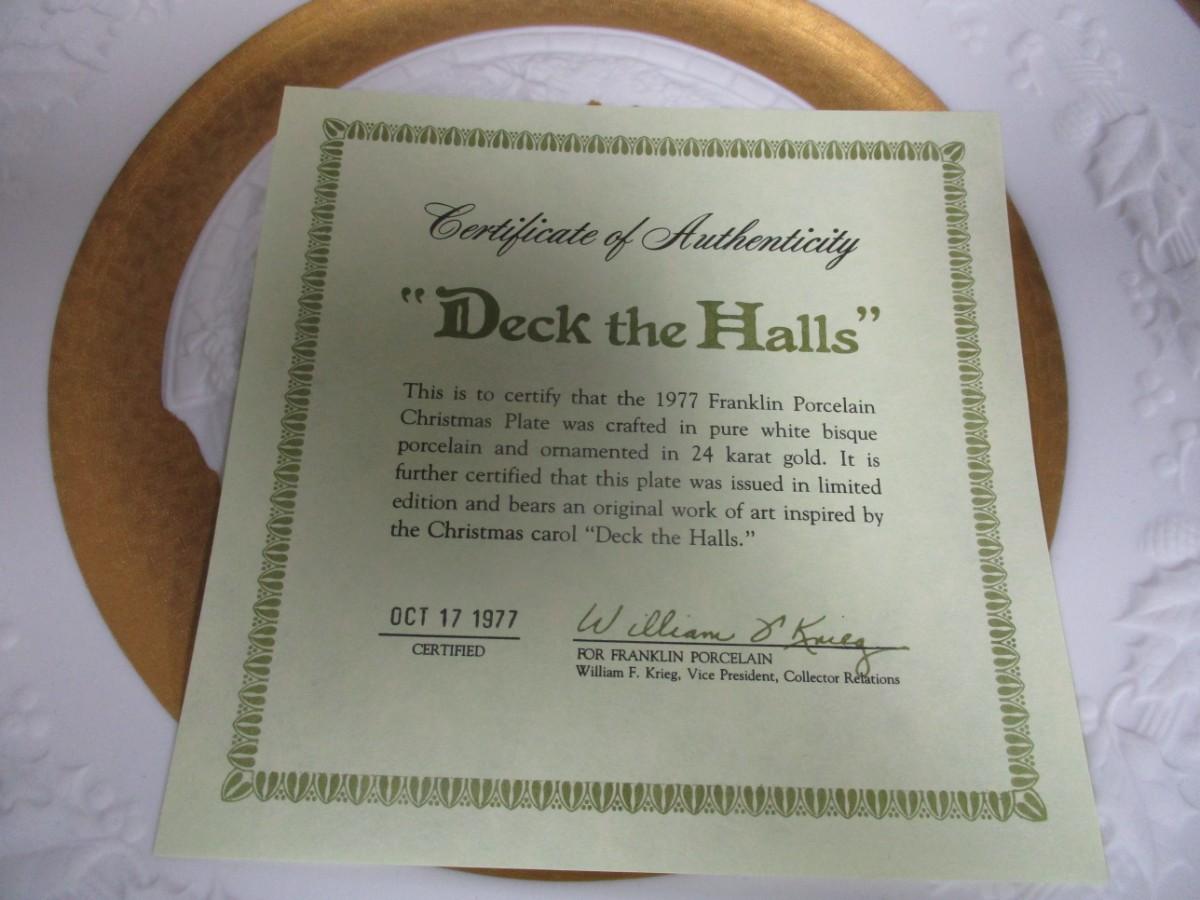 Certificate of Authenticity
“Deck the Halls”
This is to certify that the 1977 Franklin Porcelain
Christmas Plate was crafted in pure white bisque
porcelain and ornamented in 24 karat gold. It is
further certified that this plate was issued in limited
edition and bears an original work of art inspired by
the Christmas carol “Deck the Halls.”
OCT 17 1977
CERTIFIED
William F Krieg
FOR FRANKLIN PORCELAIN
William F. Krieg, Vice President, Collector Relations